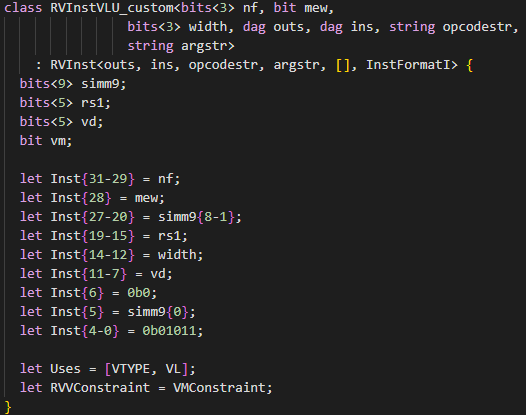 class RVInstVLU_custom<bits<3> nf, bit mew,
bits<3> width, dag outs, dag ins, string opcodestr,
string argstr>
: RVInst<outs, ins, opcodestr, argstr, [], InstFormatI> {
bits<9> simm9;
bits<5> rs1;
bits<5> vd;
bit vm;
let Inst{31-29} = nf;
let Inst{28} = mew;
let Inst{27-20} = simm9{8-1};
let Inst{19-15} = rs1;
let Inst{14-12} = width;
let Inst{11-7} = vd;
let Inst{6} = 0b0;
let Inst{5} = simm9{0};
let Inst{4-0} = 0b01011;
let Uses = [VTYPE, VL];
let RVVConstraint = VMConstraint;
}